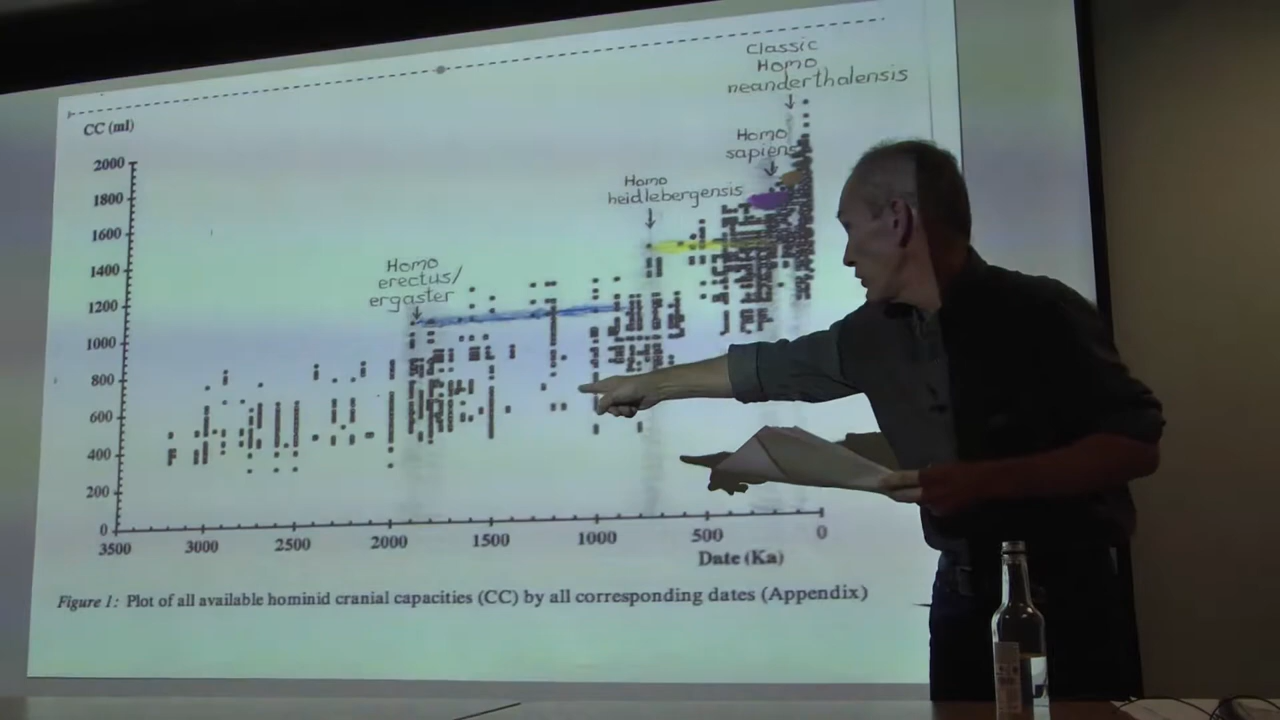 Classic
Homo
neanderthalensis
CC (ml)
Homo
sapiens
2000
Homo
heidlebergensis
1800
1600
Homo
erectus/
ergaster
1400
1200
1000
800
600
400
200
0
3500 3000 2500 2000 1500 1000 500 0
Date (Ka)
Figure 1: Plot of all available hominid cranial capacities (CC) by all corresponding dates (Appendix)